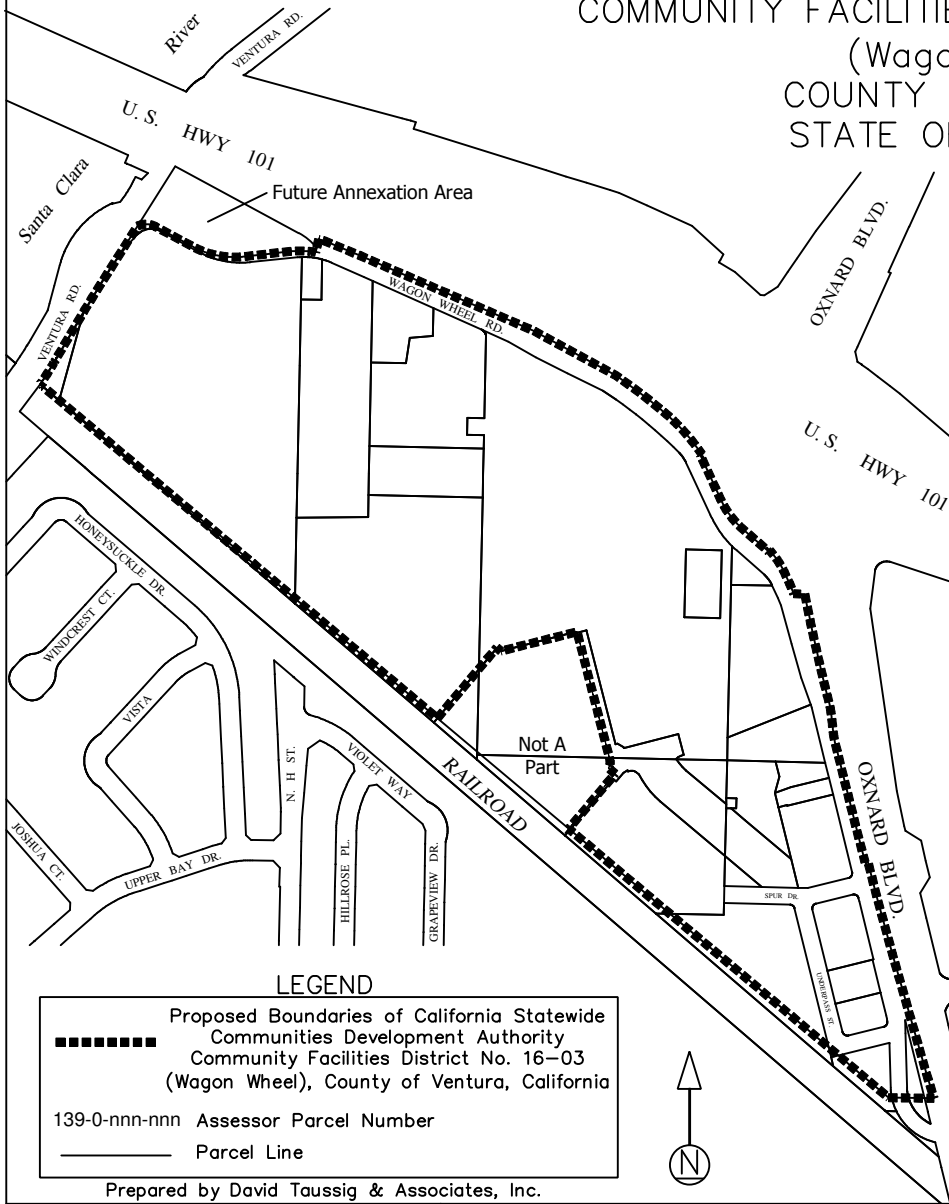 COMMUNITY FACILITIE
(Wago
COUNTY
STATE O
River
VENTURA RD.
U. S. HWY 101
Santa Clara
Future Annexation Area
OXNARD BLVD.
VENTURA RD.
WAGON WHEEL RD.
U. S. HWY 101
HONEYSUCKLE DR.
WINDCREST CT.
VISTA
N. H ST.
VIOLET WAY
RAILROAD
Not A
Part
OXNARD BLVD.
JOSHUA CT.
UPPER BAY DR.
HILLROSE PL.
GRAPEVIEW DR.
SPUR DR.
UNDERPASS ST.
LEGEND
Proposed Boundaries of California Statewide
Communities Development Authority
Community Facilities District No. 16-03
(Wagon Wheel), County of Ventura, California
139-0-nnn-nnn Assessor Parcel Number
Parcel Line
N
Prepared by David Taussig & Associates, Inc.